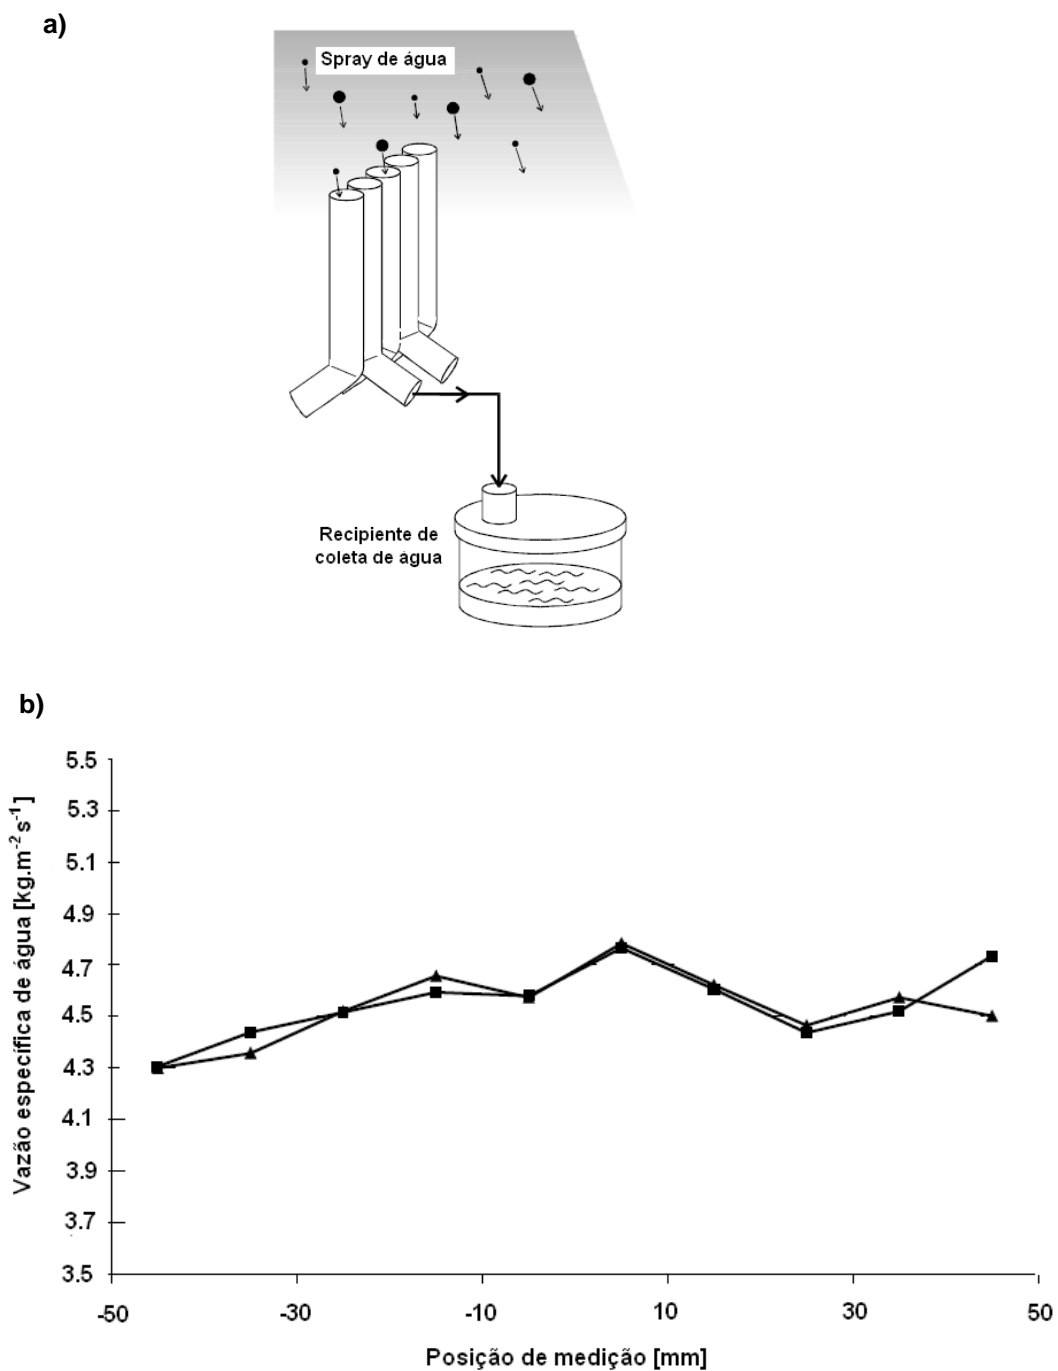 a)
Spray de água
Recipiente de
coleta de água
b)
Vazão específica de água [kg.m-2 s-1]
5.5
5.3
5.1
4.9
4.7
4.5
4.3
4.1
3.9
3.7
3.5
-50 -30 -10 10 30 50
Posição de medição [mm]